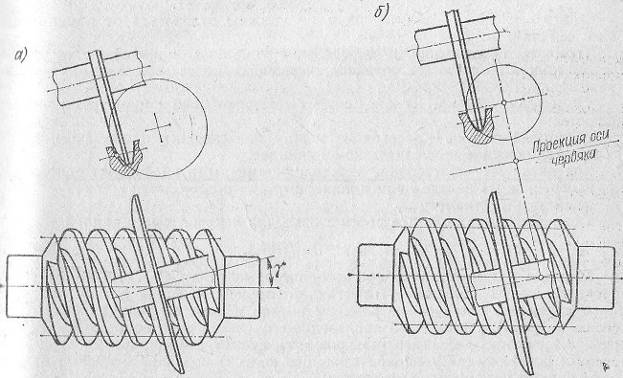 а)
б)
Проекция оси
червяка
γ°